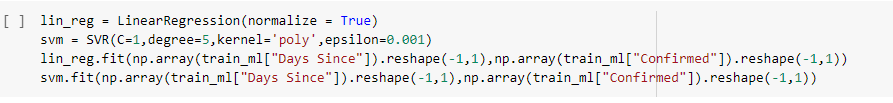 [ ] lin_reg = LinearRegression(normalize = True)
svm = SVR(C=1,degree=5,kernel='poly',epsilon=0.001)
lin_reg.fit(np.array(train_ml["Days Since"]).reshape(-1,1),np.array(train_ml["Confirmed"]).reshape(-1,1))
svm.fit(np.array(train_ml["Days Since"]).reshape(-1,1),np.array(train_ml["Confirmed"]).reshape(-1,1))